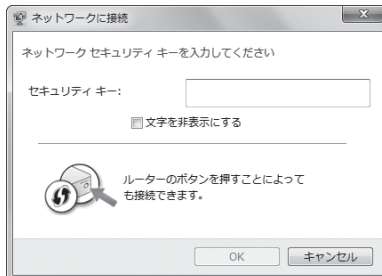 ネットワークに接続
ネットワーク セキュリティ キーを入力してください
セキュリティ キー:
文字を非表示にする
ルーターのボタンを押すことによって
も接続できます。
OK
キャンセル